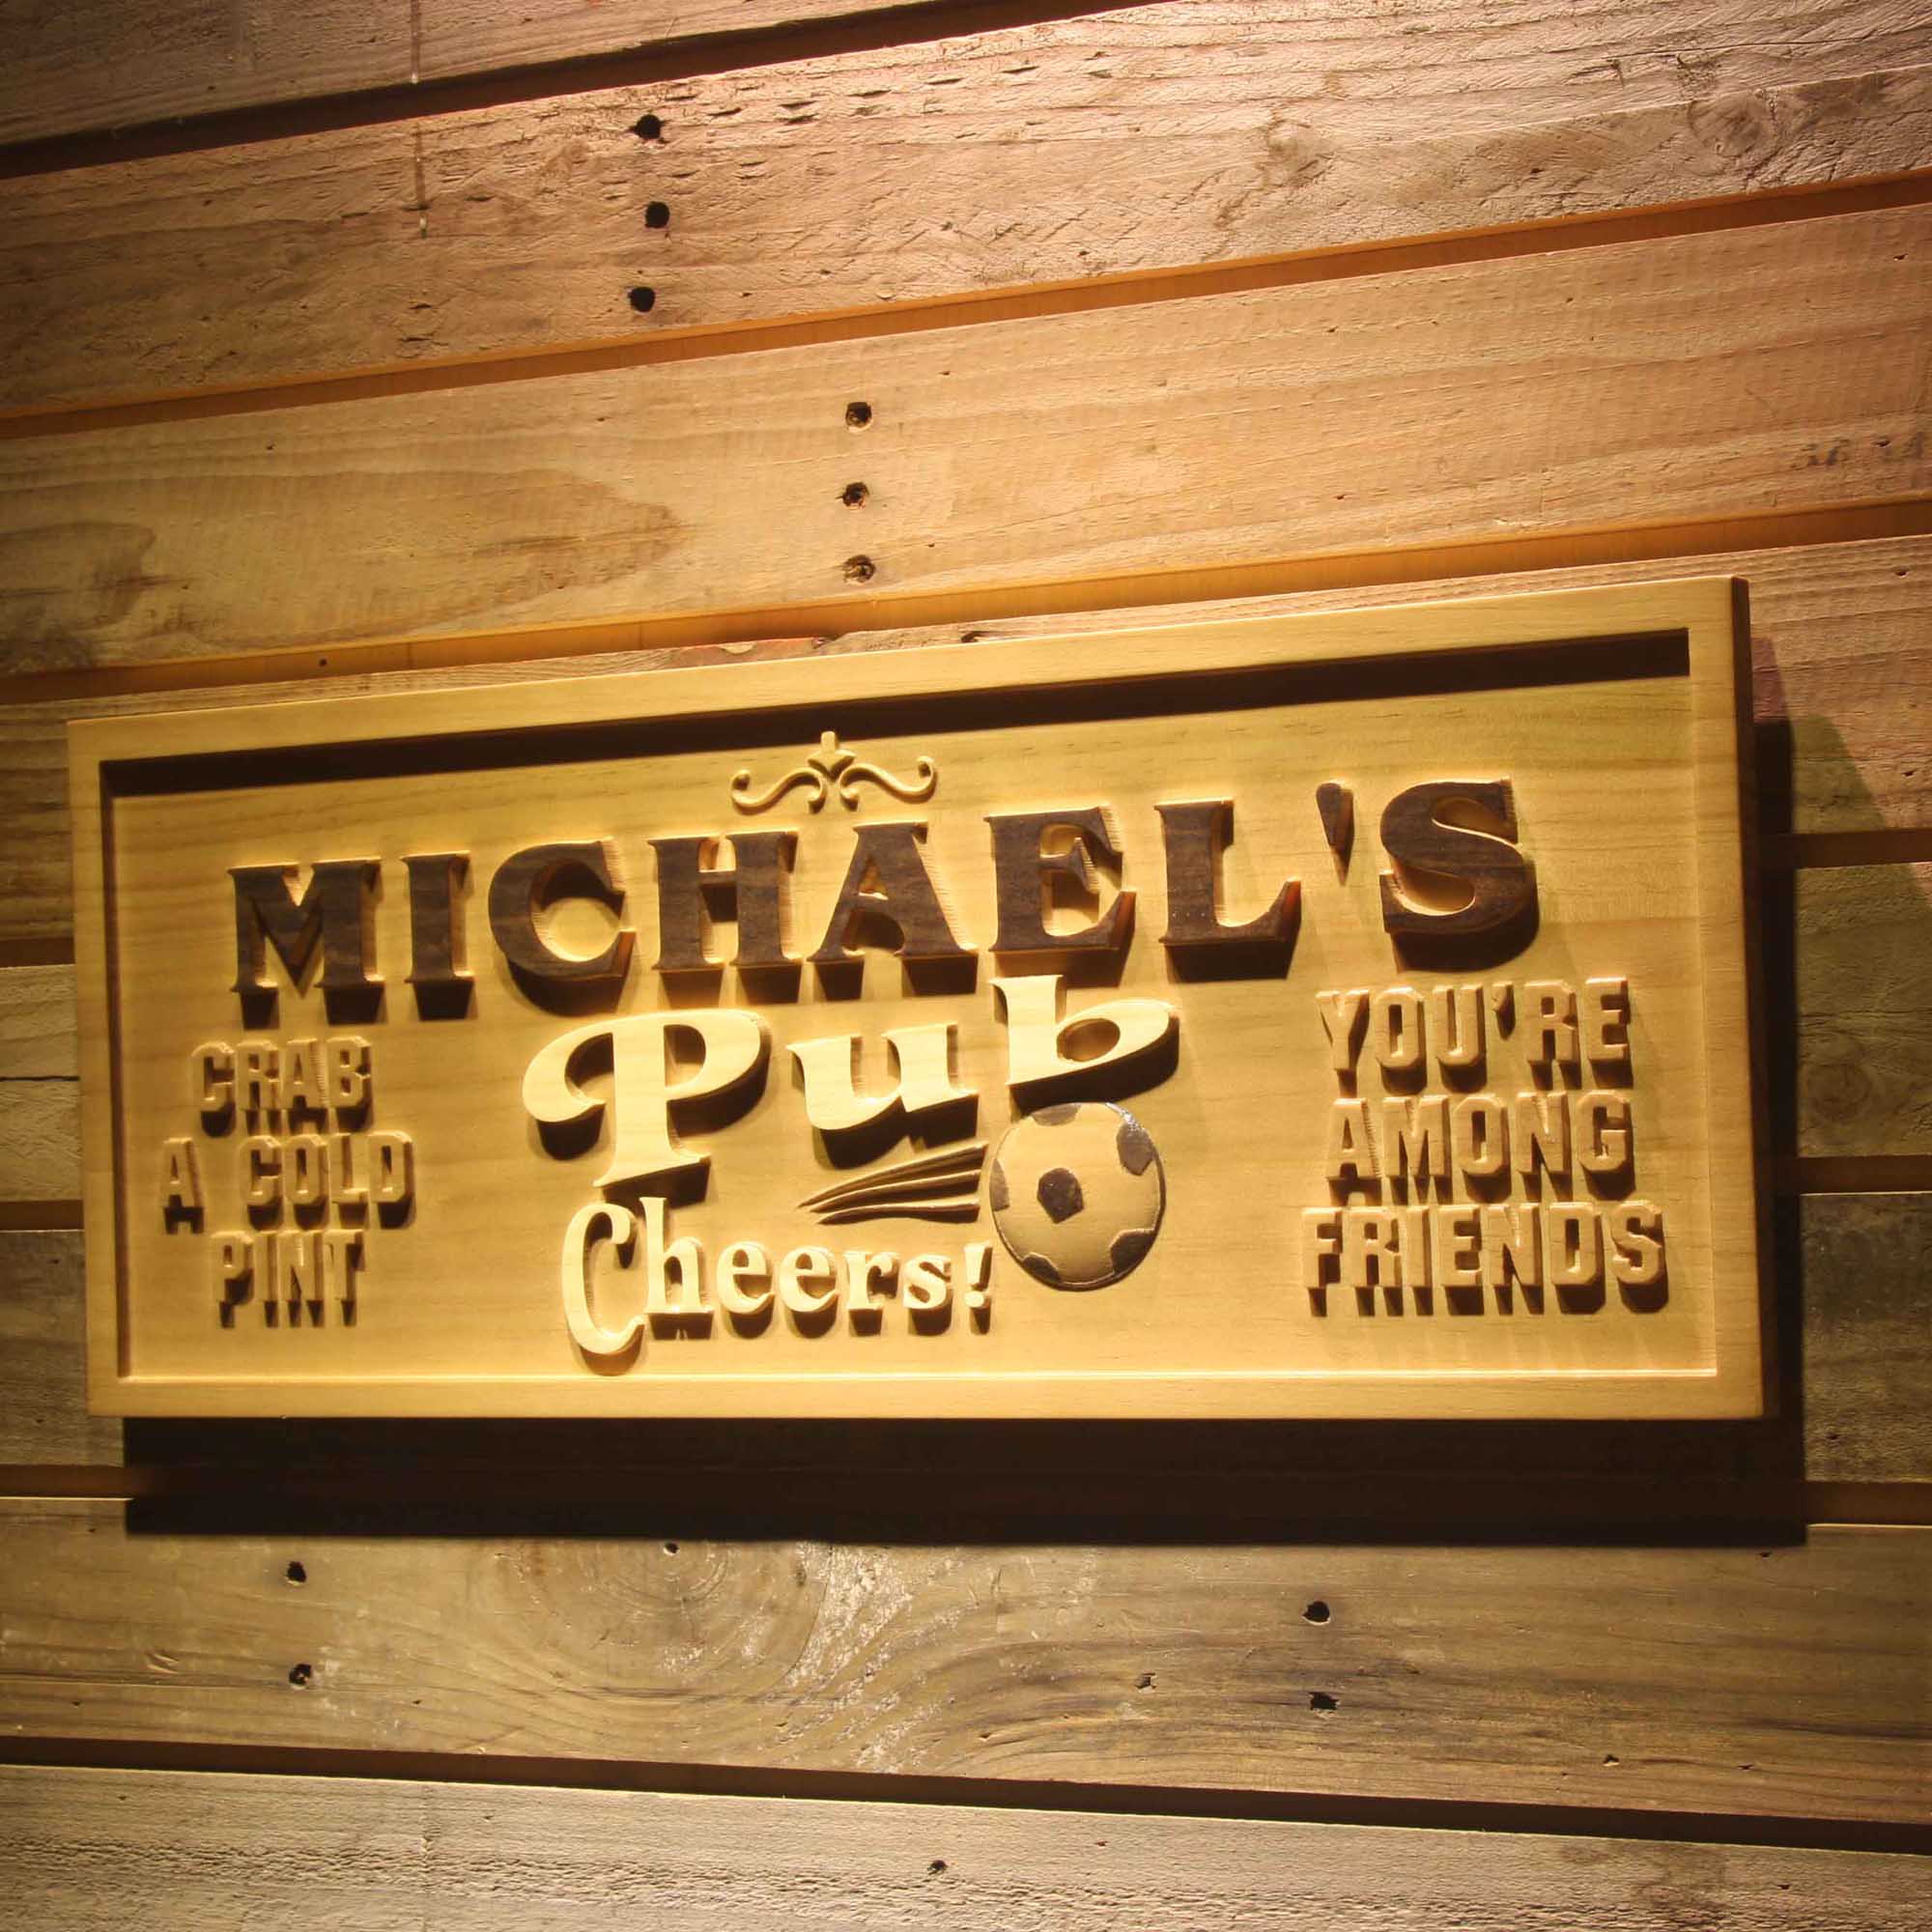 MICHAEL'S
Pub
CRAB
A COLD
PINT
Cheers!
YOU'RE
AMONG
FRIENDS